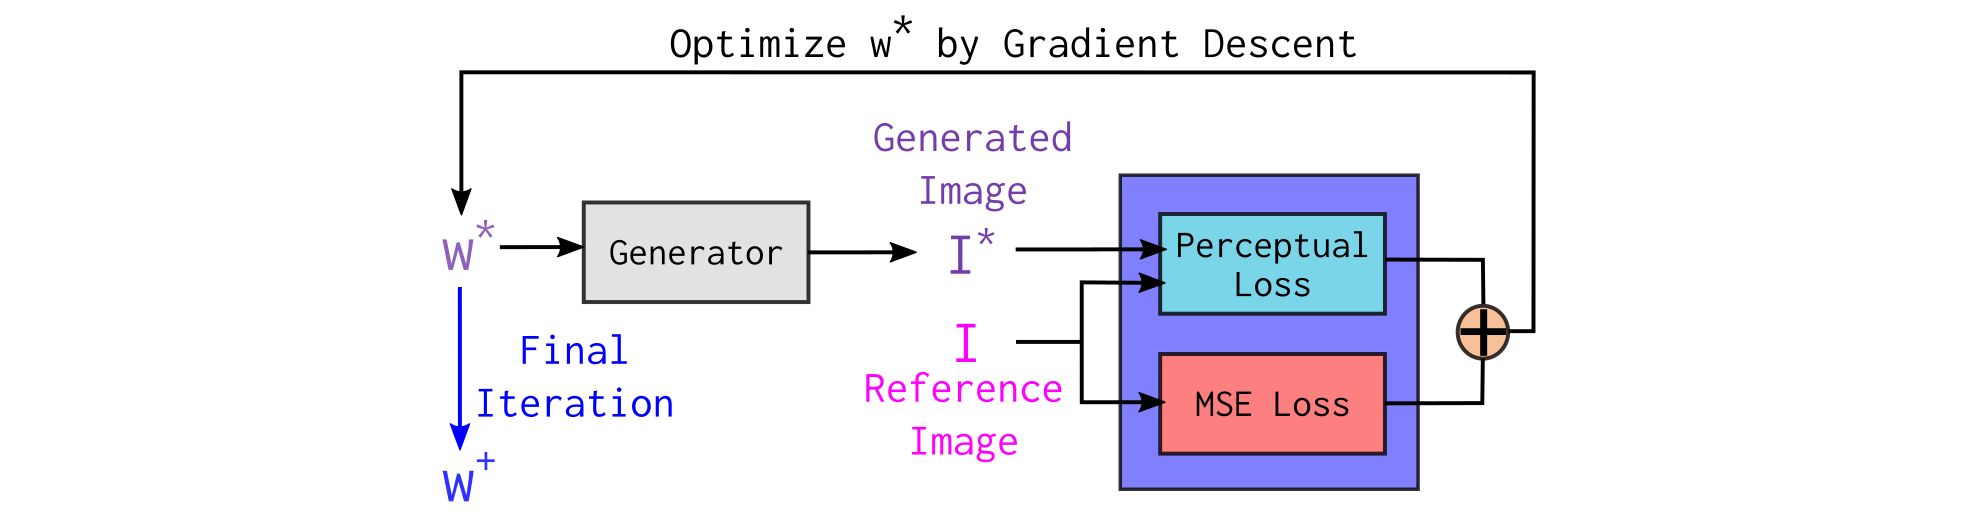 Optimize w* by Gradient Descent
Generated
Image
w*
Generator
I*
Perceptual
Loss
Final
Iteration
I
Reference
Image
MSE Loss
w+